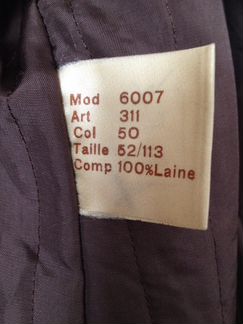 Mod 6007
Art 311
Col 50
Taille 52/113
Comp 100%Laine